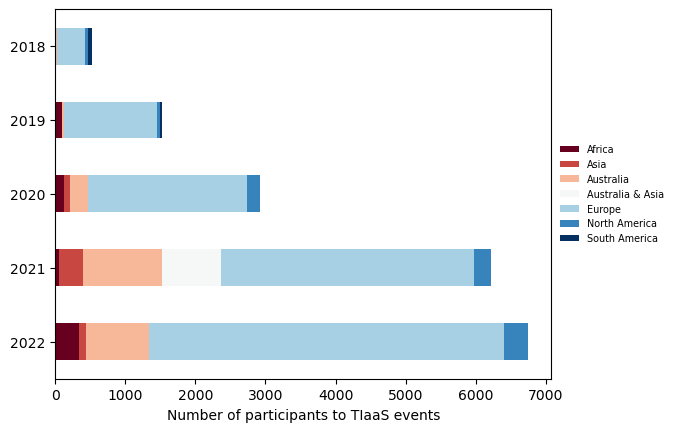 2018
2019
2020
2021
2022
0 1000 2000 3000 4000 5000 6000 7000
Number of participants to TIaaS events
Africa
Asia
Australia
Australia & Asia
Europe
North America
South America